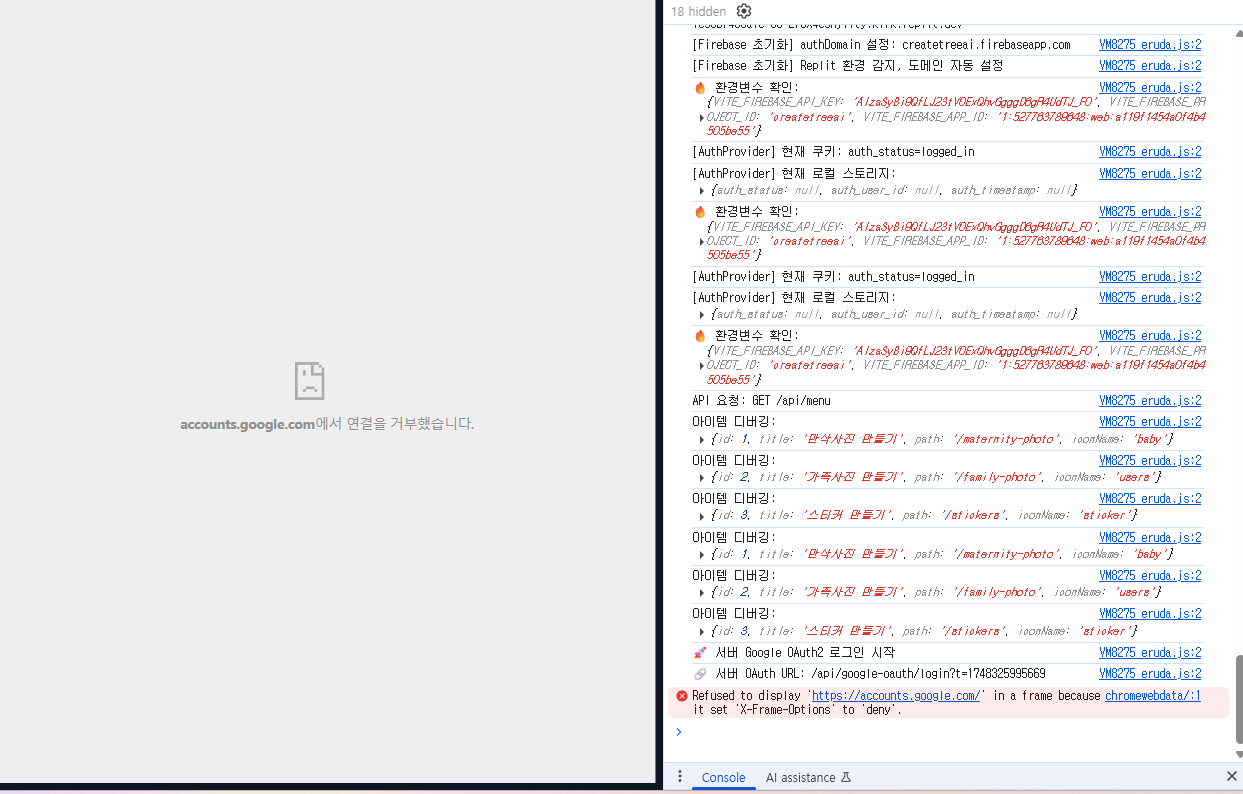 18 hidden
[Firebase 초기화] authDomain 설정: createtreeai.firebaseapp.com VM8275 eruda.js:2
[Firebase 초기화] Replit 환경 감지, 도메인 자동 설정 VM8275 eruda.js:2
🔥 환경변수 확인: VM8275 eruda.js:2
{VITE_FIREBASE_API_KEY: VITE_FIREBASE_PR
OJECT_ID: 'createtreeai', VITE_FIREBASE_APP_ID: '1:527763789648:web:a119f1454a0f4b4
505be55'}
[AuthProvider] 현재 쿠키: auth_status=logged_in VM8275 eruda.js:2
[AuthProvider] 현재 로컬 스토리지: VM8275 eruda.js:2
{auth_status: null, auth_user_id: null, auth_timestamp: null}
🔥 환경변수 확인: VM8275 eruda.js:2
{VITE_FIREBASE_API_KEY: VITE_FIREBASE_PR
OJECT_ID: 'createtreeai', VITE_FIREBASE_APP_ID: '1:527763789648:web:a119f1454a0f4b4
505be55'}
[AuthProvider] 현재 쿠키: auth_status=logged_in VM8275 eruda.js:2
[AuthProvider] 현재 로컬 스토리지: VM8275 eruda.js:2
{auth_status: null, auth_user_id: null, auth_timestamp: null}
🔥 환경변수 확인: VM8275 eruda.js:2
{VITE_FIREBASE_API_KEY: VITE_FIREBASE_PR
OJECT_ID: 'createtreeai', VITE_FIREBASE_APP_ID: '1:527763789648:web:a119f1454a0f4b4
505be55'}
API 요청: GET /api/menu VM8275 eruda.js:2
아이템 디버깅: VM8275 eruda.js:2
{id: 1, title: '만삭사진 만들기', path: '/maternity-photo', iconName: 'baby'}
아이템 디버깅: VM8275 eruda.js:2
{id: 2, title: '가족사진 만들기', path: '/family-photo', iconName: 'users'}
아이템 디버깅: VM8275 eruda.js:2
{id: 3, title: '스티커 만들기', path: '/stickers', iconName: 'sticker'}
아이템 디버깅: VM8275 eruda.js:2
{id: 1, title: '만삭사진 만들기', path: '/maternity-photo', iconName: 'baby'}
아이템 디버깅: VM8275 eruda.js:2
{id: 2, title: '가족사진 만들기', path: '/family-photo', iconName: 'users'}
아이템 디버깅: VM8275 eruda.js:2
{id: 3, title: '스티커 만들기', path: '/stickers', iconName: 'sticker'}
🚀 서버 Google OAuth2 로그인 시작 VM8275 eruda.js:2
🔗 서버 OAuth URL: /api/google-oauth/login?t=1748325995669 VM8275 eruda.js:2
Refused to display 'https://accounts.google.com/' in a frame because chromewebdata/:1
it set 'X-Frame-Options' to 'deny'.
Console AI assistance
accounts.google.com에서 연결을 거부했습니다.